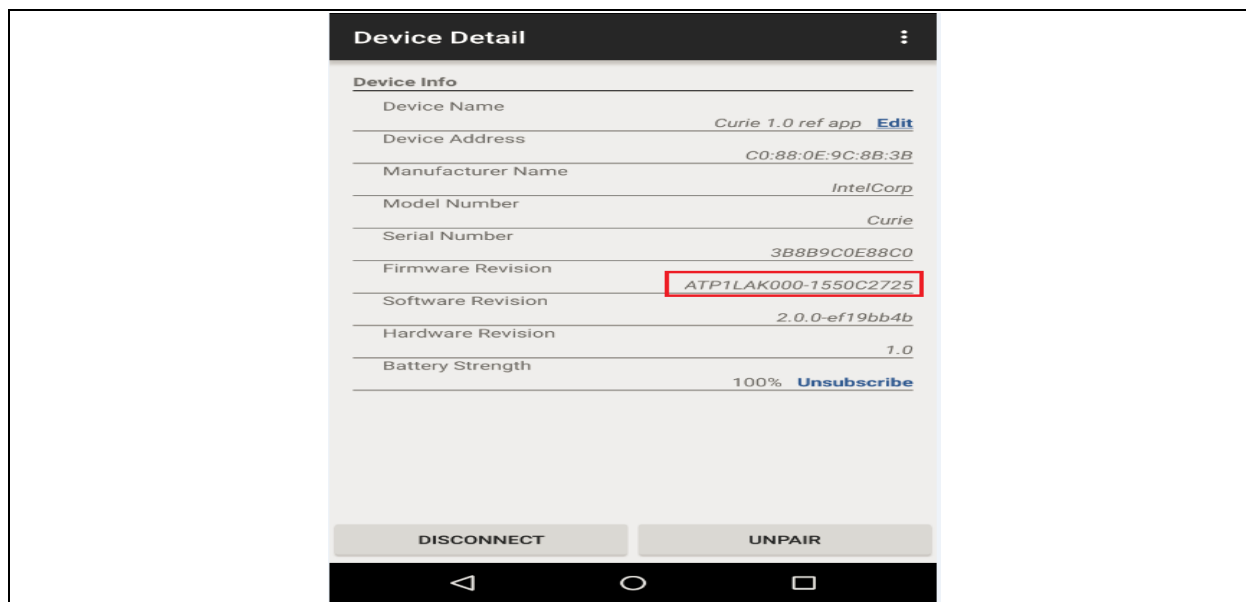 Device Detail
Device Info
Device Name
Curie 1.0 ref app Edit
Device Address
C0:88:0E:9C:8B:3B
Manufacturer Name
IntelCorp
Model Number
Curie
Serial Number
3B8B9C0E88C0
Firmware Revision
ATP1LAK000-1550C2725
Software Revision
2.0.0-ef19bb4b
Hardware Revision
1.0
Battery Strength
100% Unsubscribe
DISCONNECT UNPAIR